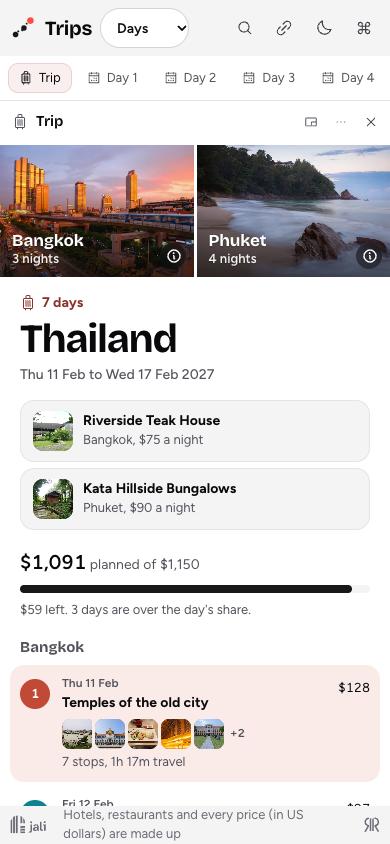 Trips
Days
Trip
Day 1
Day 2
Day 3
Day 4
Trip
Bangkok
3 nights
Phuket
4 nights
7 days
Thailand
Thu 11 Feb to Wed 17 Feb 2027
Riverside Teak House
Bangkok, $75 a night
Kata Hillside Bungalows
Phuket, $90 a night
$1,091 planned of $1,150
$59 left. 3 days are over the day's share.
Bangkok
1
Thu 11 Feb
$128
Temples of the old city
+2
7 stops, 1h 17m travel
Fri 12 Feb
jali
Hotels, restaurants and every price (in US
dollars) are made up